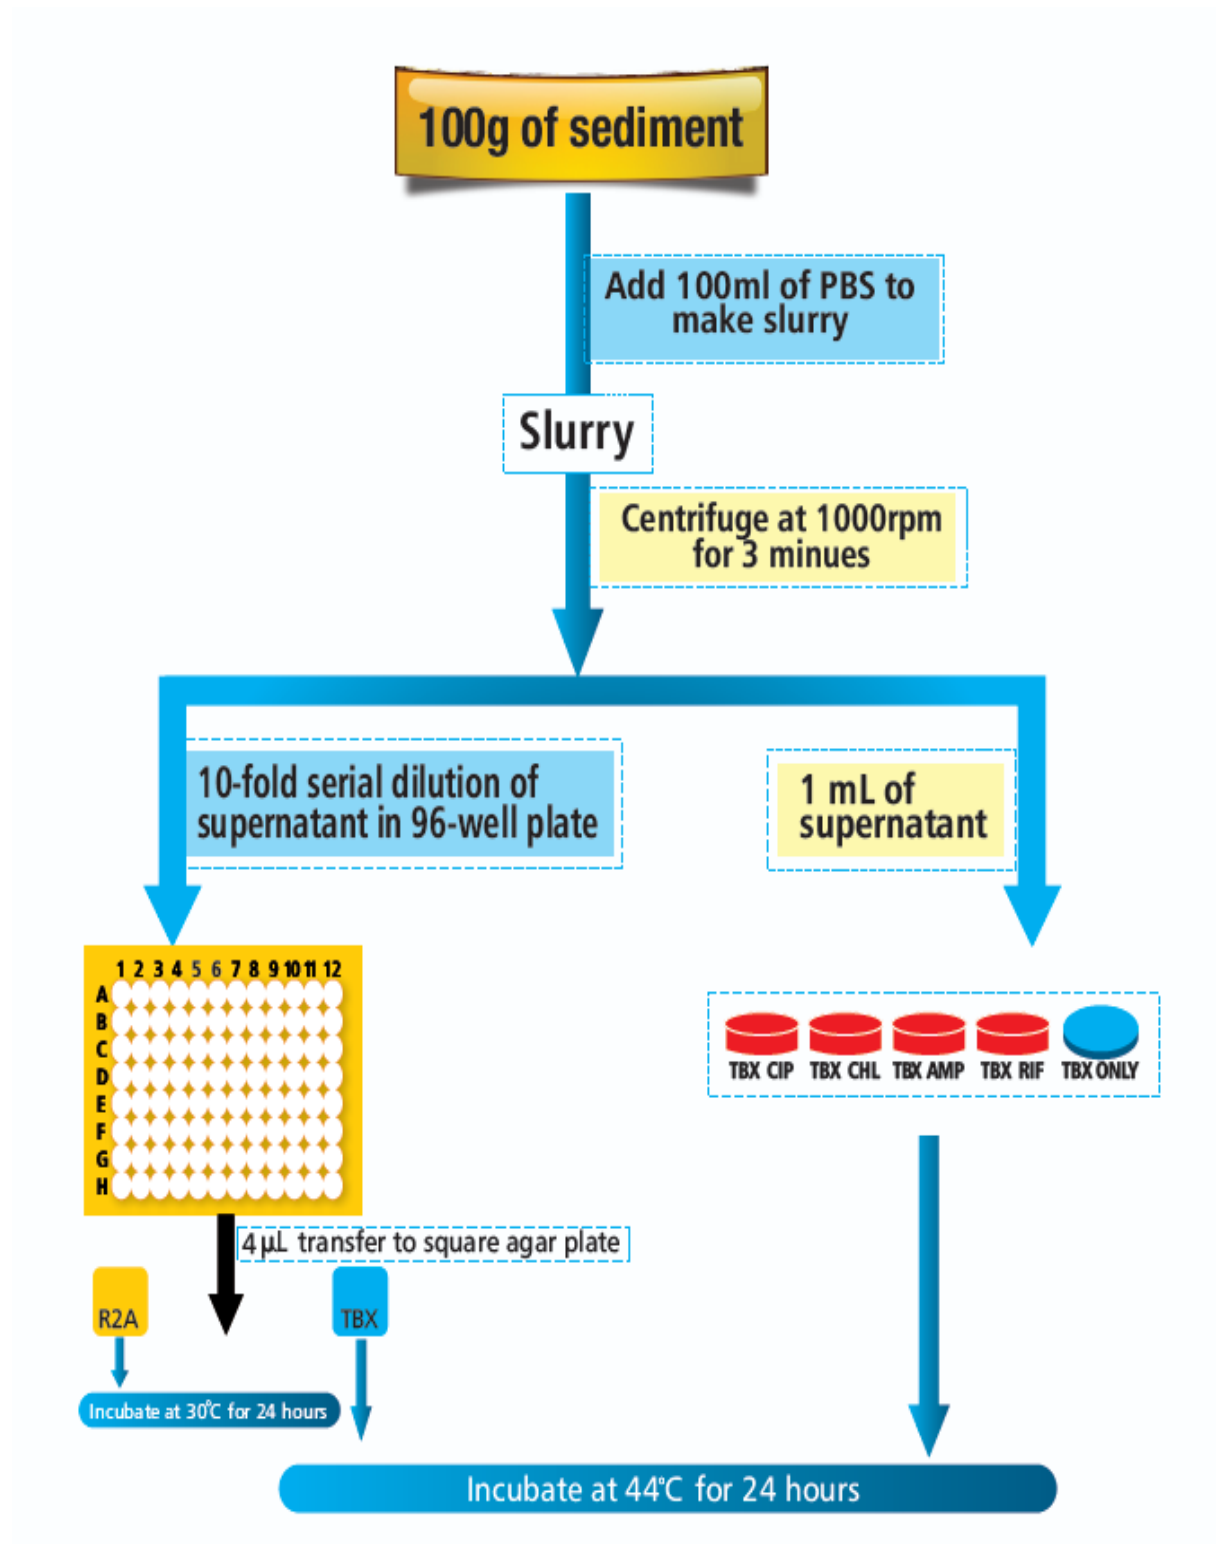 100g of sediment
Add 100ml of PBS to
make slurry
Slurry
Centrifuge at 1000rpm
for 3 minues
10-fold serial dilution of
supernatant in 96-well plate
1 mL of
supernatant
1 2 3 4 5 6 7 8 9 10 11 12
A
B
C
D
E
F
G
H
TBX CIP TBX CHL TBX AMP TBX RIF TBX ONLY
4 µL transfer to square agar plate
R2A
TBX
Incubate at 30°C for 24 hours
Incubate at 44°C for 24 hours